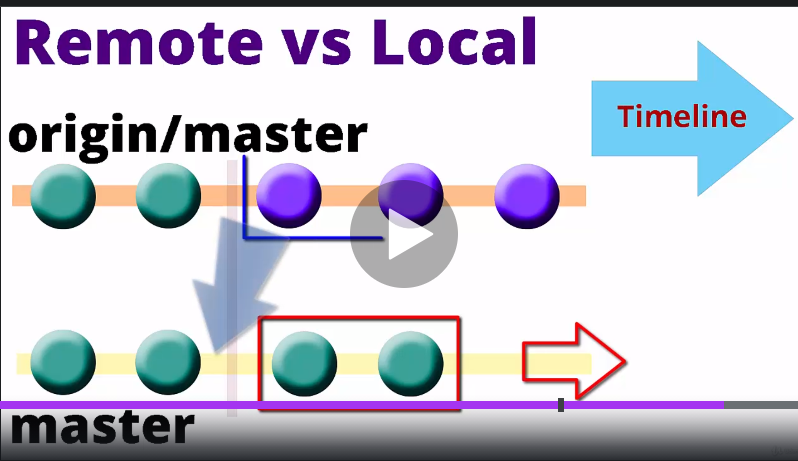 Remote vs Local
Timeline
origin/master
master